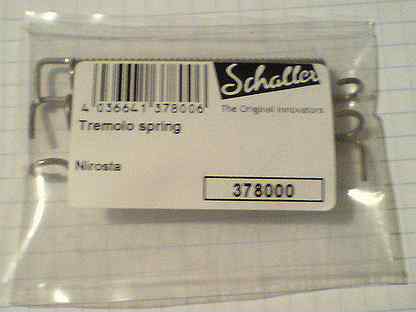 Schaller
4 036641 378006
The Original Innovators
Tremolo spring
Nirosta
378000